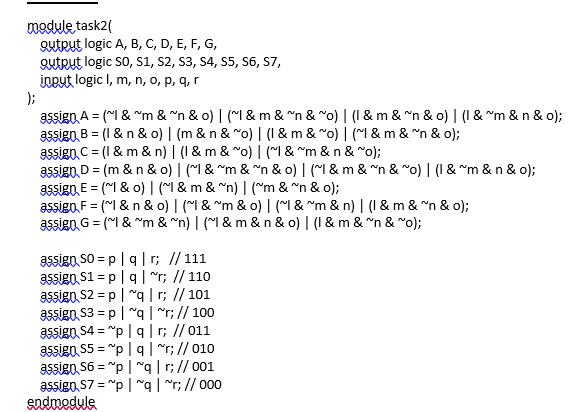 module task2(
output logic A, B, C, D, E, F, G,
output logic S0, S1, S2, S3, S4, S5, S6, S7,
input logic l, m, n, o, p, q, r
);
assign A = (~l & ~m & ~n & o) | (~l & m & ~n & ~o) | (l & m & ~n & o) | (l & ~m & n & o);
assign B = (l & n & o) | (m & n & ~o) | (l & m & ~o) | (~l & m & ~n & o);
assign C = (l & m & n) | (l & m & ~o) | (~l & ~m & n & ~o);
assign D = (m & n & o) | (~l & ~m & ~n & o) | (~l & m & ~n & ~o) | (l & ~m & n & ~o);
assign E = (~l & o) | (~l & m & ~n) | (~m & ~n & o);
assign F = (~l & n & o) | (~l & ~m & o) | (~l & ~m & n) | (l & m & ~n & o);
assign G = (~l & ~m & ~n) | (~l & m & n & o) | (l & m & ~n & ~o);
assign S0 = p | q | r; // 111
assign S1 = p | q | ~r; // 110
assign S2 = p | ~q | r; // 101
assign S3 = p | ~q | ~r; // 100
assign S4 = ~p | q | r; // 011
assign S5 = ~p | q | ~r; // 010
assign S6 = ~p | ~q | r; // 001
assign S7 = ~p | ~q | ~r; // 000
endmodule